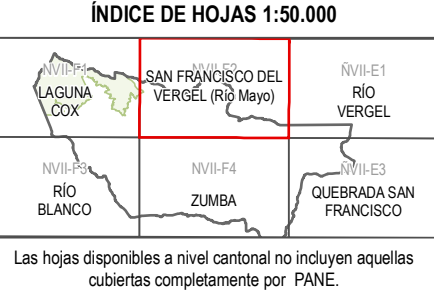 ÍNDICE DE HOJAS 1:50.000
NVII-F1
LAGUNA
COX
NVII-F2
SAN FRANCISCO DEL
VERGEL (Río Mayo)
ÑVII-E1
RÍO
VERGEL
NVII-F3
RÍO
BLANCO
NVII-F4
ZUMBA
ÑVII-E3
QUEBRADA SAN
FRANCISCO
Las hojas disponibles a nivel cantonal no incluyen aquellas
cubiertas completamente por PANE.